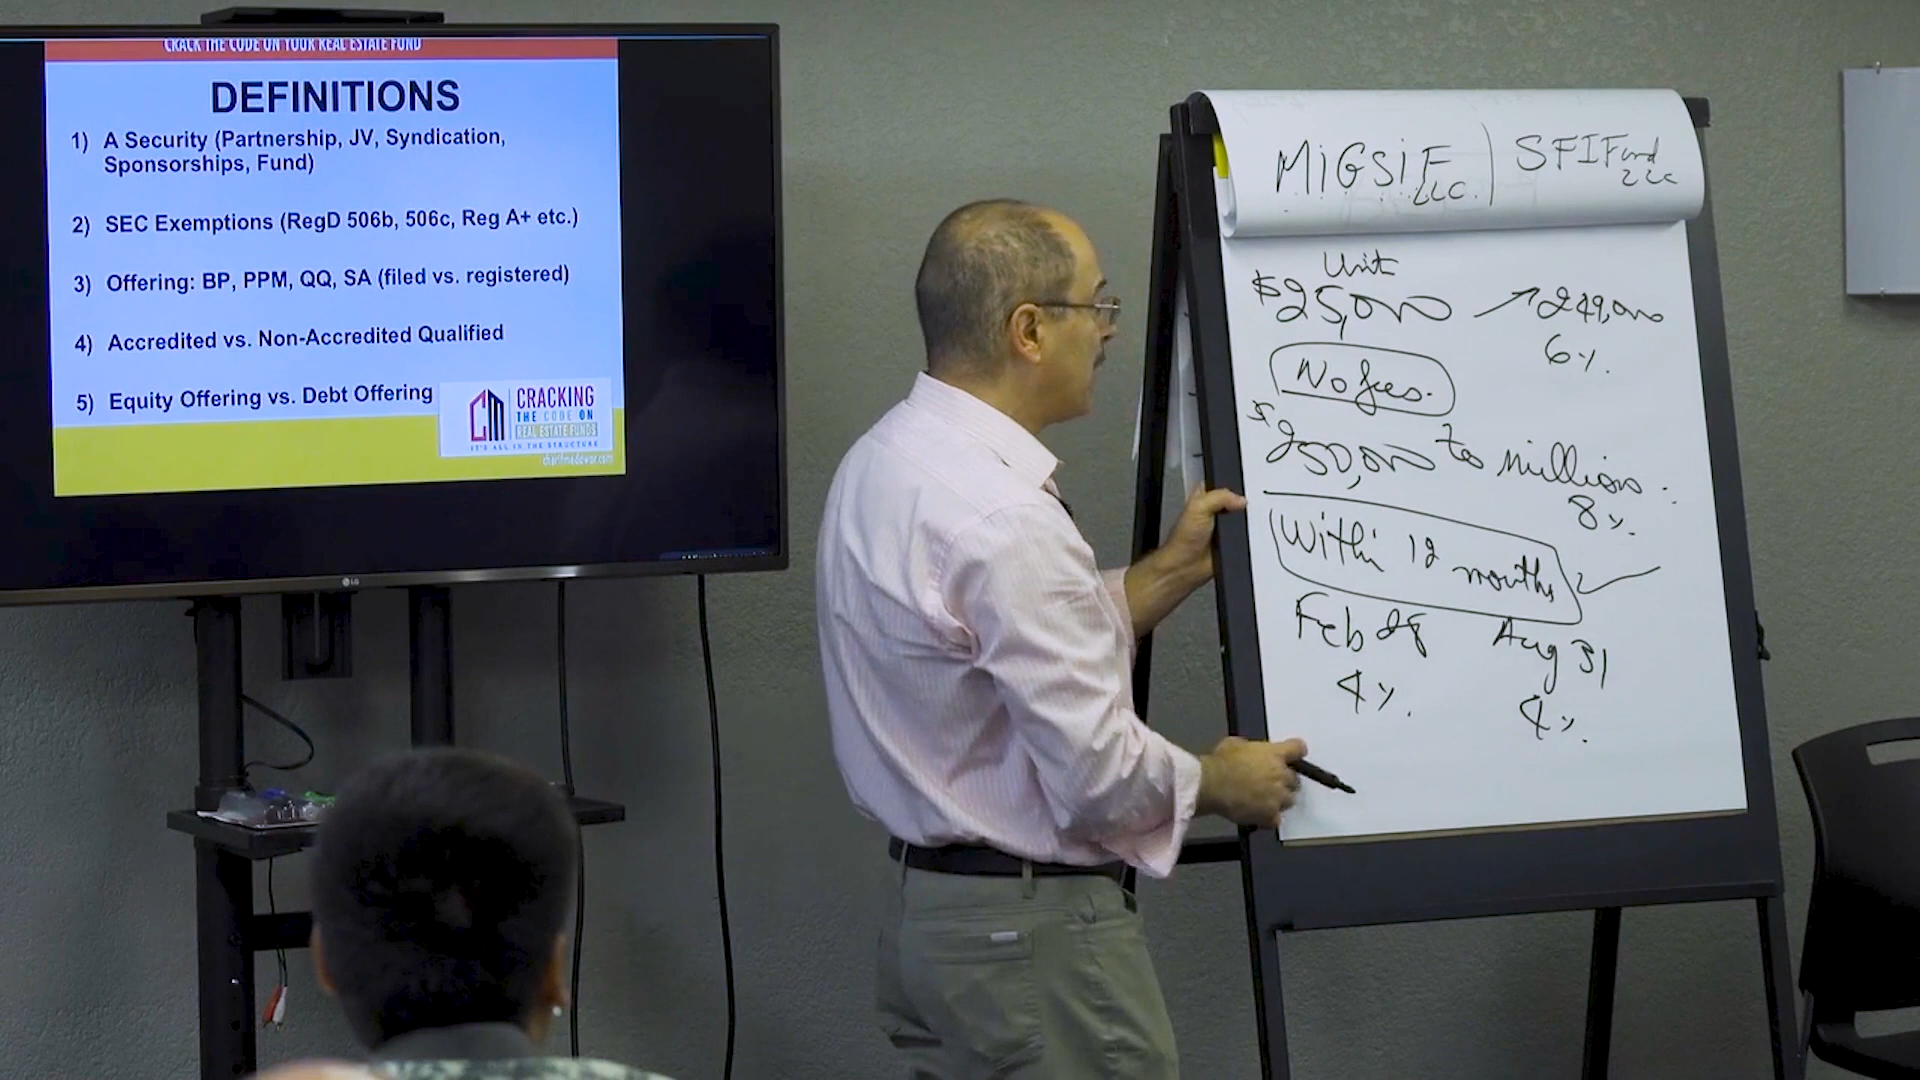 CRACK THE CODE ON YOUR REAL ESTATE FUND
DEFINITIONS
1) A Security (Partnership, JV, Syndication,
Sponsorships, Fund)
2) SEC Exemptions (RegD 506b, 506c, Reg A+ etc.)
3) Offering: BP, PPM, QQ, SA (filed vs. registered)
4) Accredited vs. Non-Accredited Qualified
5) Equity Offering vs. Debt Offering
CM CRACKING
THE CODE ON
REAL ESTATE FUNDS
IT'S ALL IN THE STRUCTURE
charifmedawar.com
LG
MiGSiF LLC. | SFIFund LLC
Unit
$25,000 → 249,000
6%.
No fees.
$250,000 to millions.
8%.
Within 12 months
Feb 28 Aug 31
4%. 4%.